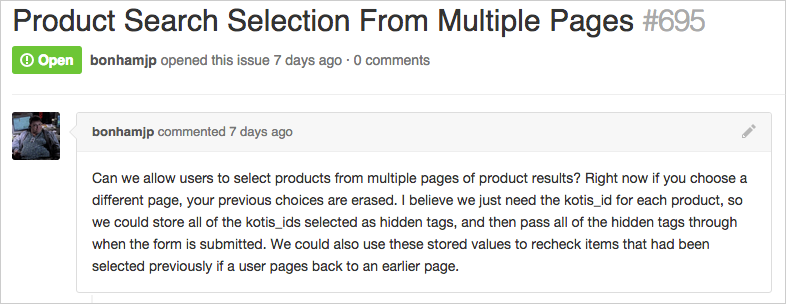 Product Search Selection From Multiple Pages #695
Open bonhamjp opened this issue 7 days ago · 0 comments
bonhamjp commented 7 days ago
Can we allow users to select products from multiple pages of product results? Right now if you choose a
different page, your previous choices are erased. I believe we just need the kotis_id for each product, so
we could store all of the kotis_ids selected as hidden tags, and then pass all of the hidden tags through
when the form is submitted. We could also use these stored values to recheck items that had been
selected previously if a user pages back to an earlier page.